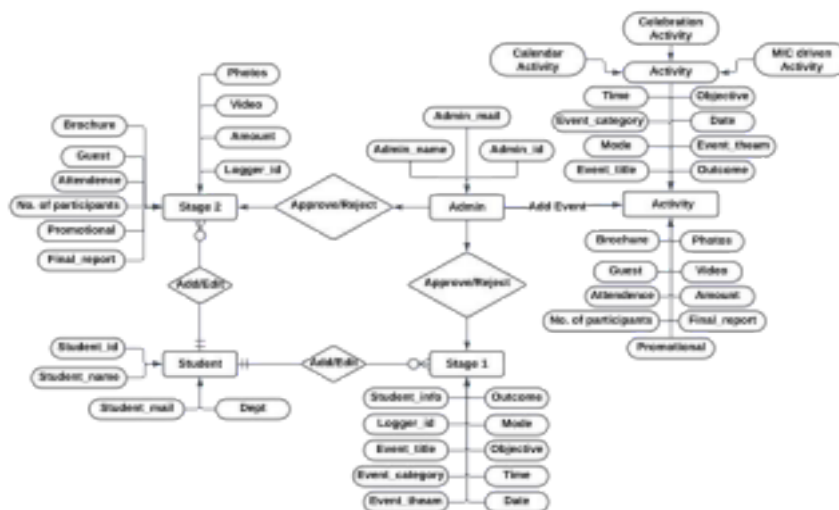 Celebration
Activity
Calendar
Activity
Activity
MIC driven
Activity
Photos
Video
Amount
Logger_id
Time
Objective
Event_category
Date
Mode
Event_theam
Event_title
Outcome
Admin_mail
Admin_name
Admin_id
Brochure
Guest
Attendence
No. of participants
Promotional
Final_report
Stage 2
Approve/Reject
Admin
Add Event
Activity
Brochure
Photos
Guest
Video
Attendence
Amount
No. of participants
Final_report
Promotional
Add/Edit
Approve/Reject
Student_id
Student_name
Student
Add/Edit
Stage 1
Student_mail
Dept
Student_info
Outcome
Logger_id
Mode
Event_title
Objective
Event_category
Time
Event_theam
Date